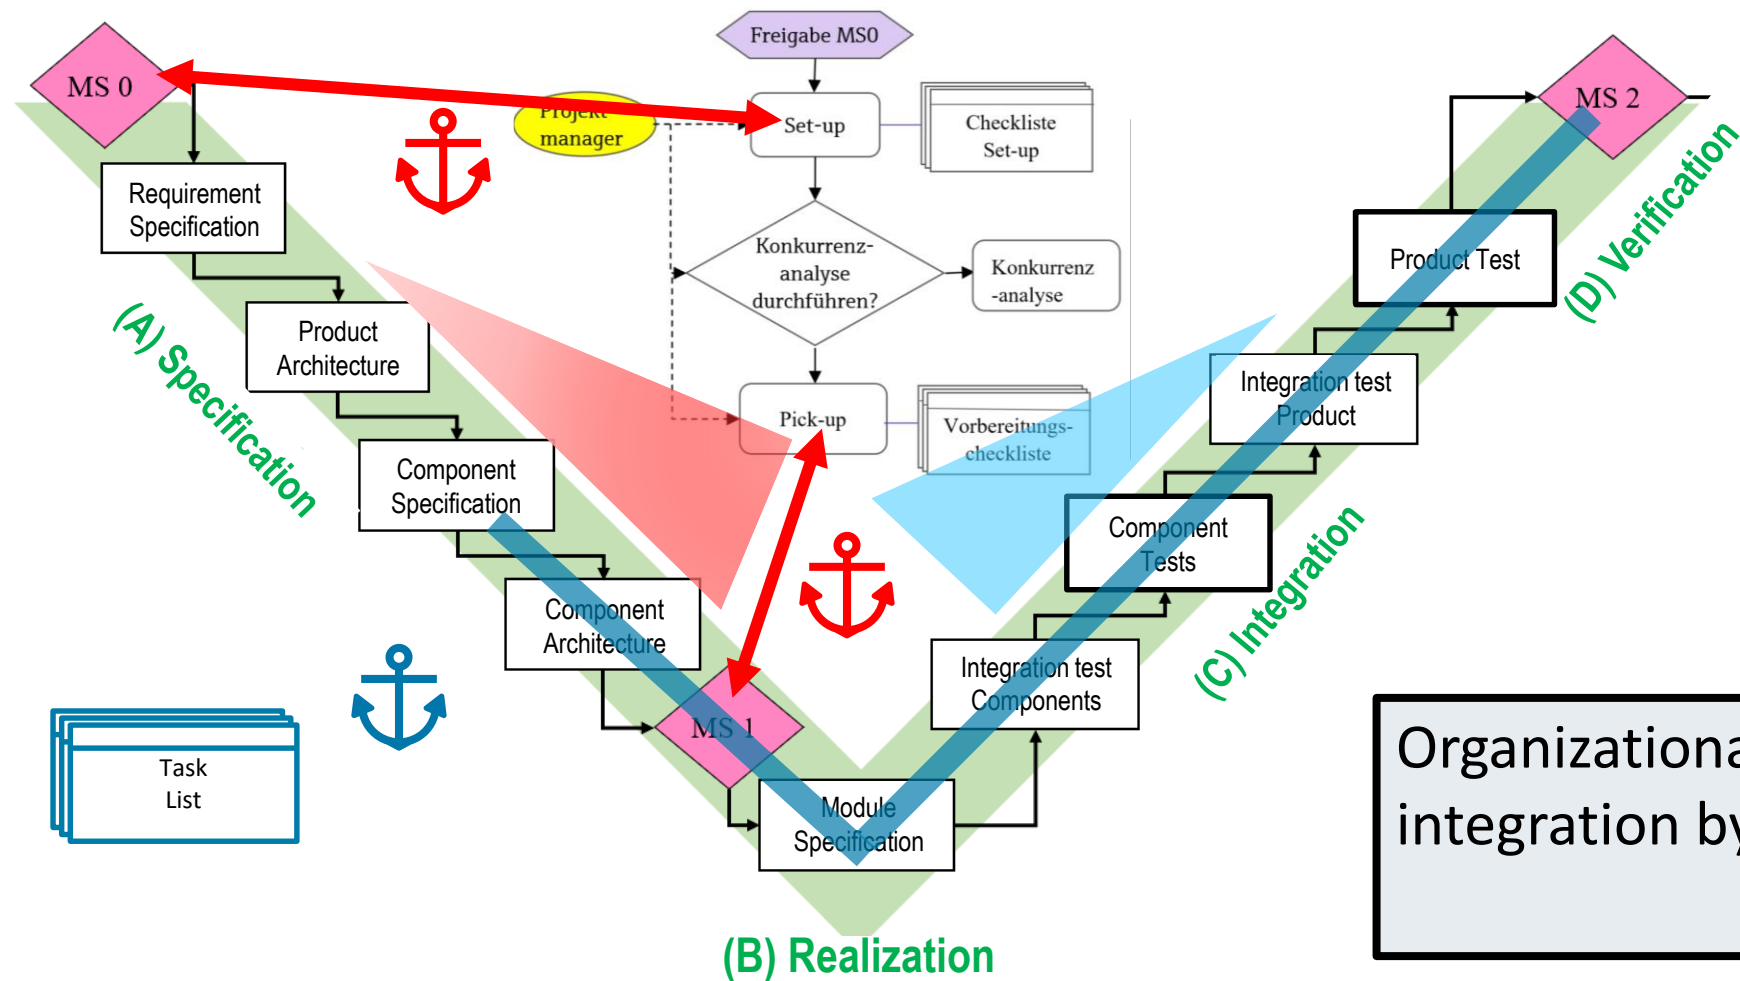 Freigabe MS0
MS 0
MS 2
Projekt-
manager
Set-up
Checkliste
Set-up
Requirement
Specification
Konkurrenz-
analyse
durchführen?
Konkurrenz
-analyse
Product Test
(D) Verification
Product
Architecture
(A) Specification
Integration test
Product
Pick-up
Vorbereitungs-
checkliste
Component
Specification
Component
Tests
(C) Integration
Component
Architecture
Integration test
Components
MS 1
Task
List
Module
Specification
Organizationa
integration by
(B) Realization